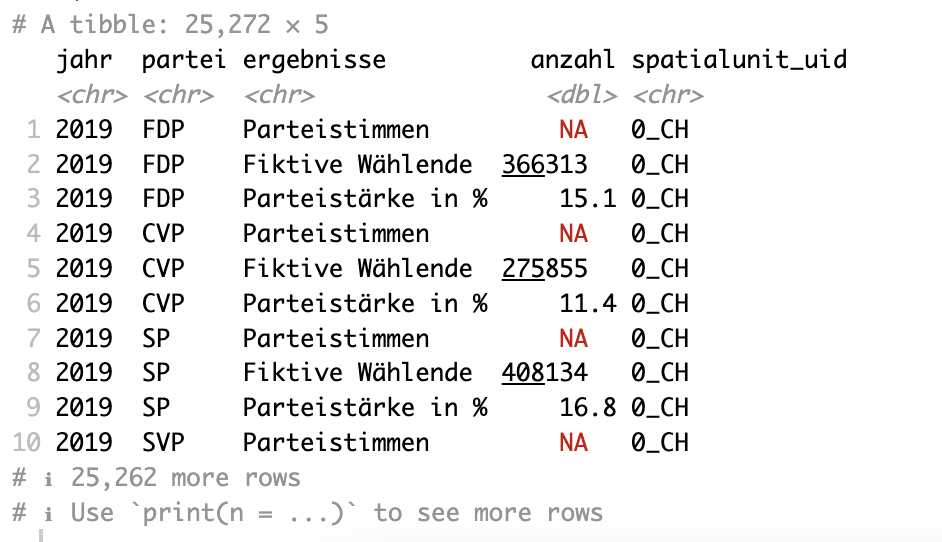 # A tibble: 25,272 × 5
jahr partei ergebnisse anzahl spatialunit_uid
<chr> <chr> <chr> <dbl> <chr>
1 2019 FDP Parteistimmen NA 0_CH
2 2019 FDP Fiktive Wählende 366313 0_CH
3 2019 FDP Parteistärke in % 15.1 0_CH
4 2019 CVP Parteistimmen NA 0_CH
5 2019 CVP Fiktive Wählende 275855 0_CH
6 2019 CVP Parteistärke in % 11.4 0_CH
7 2019 SP Parteistimmen NA 0_CH
8 2019 SP Fiktive Wählende 408134 0_CH
9 2019 SP Parteistärke in % 16.8 0_CH
10 2019 SVP Parteistimmen NA 0_CH
# ℹ 25,262 more rows
# ℹ Use `print(n = ...)` to see more rows